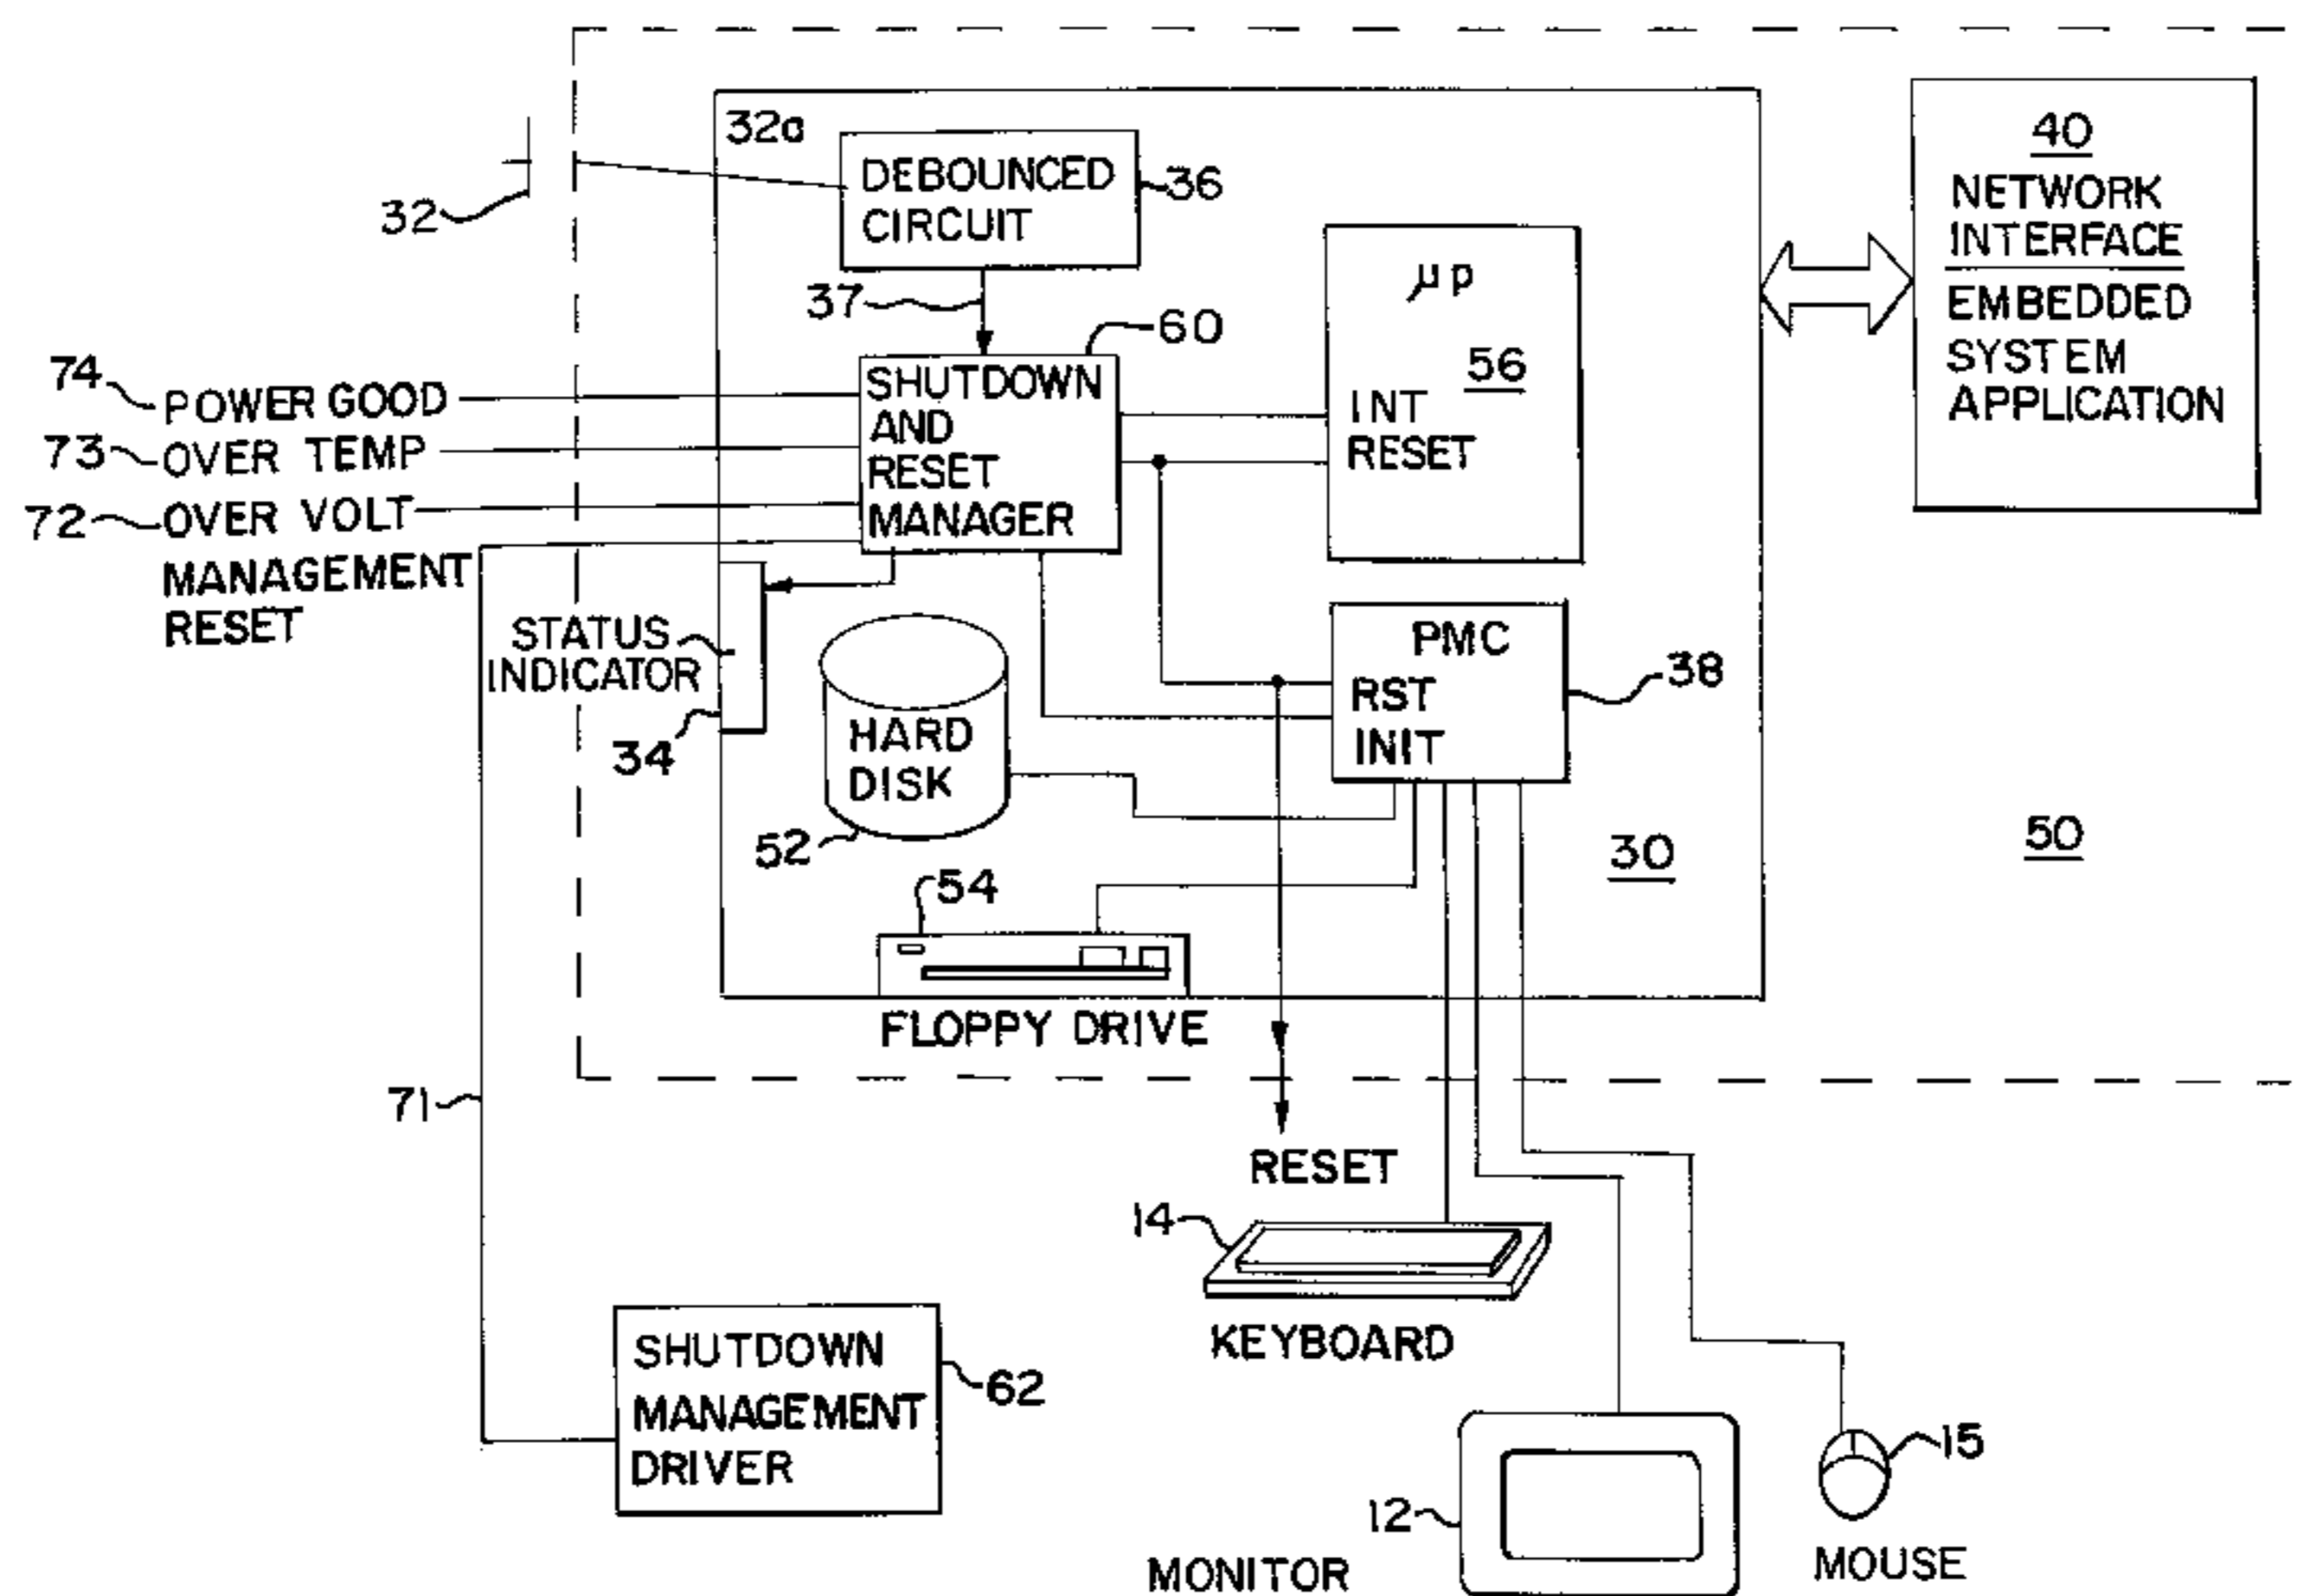 32a
DEBOUNCED
CIRCUIT
36
32
37
60
40
NETWORK
INTERFACE
EMBEDDED
SYSTEM
APPLICATION
µp
56
INT
RESET
74
POWER GOOD
73
OVER TEMP
72
OVER VOLT
MANAGEMENT
RESET
SHUTDOWN
AND
RESET
MANAGER
STATUS
INDICATOR
34
PMC
RST
INIT
38
HARD
DISK
52
54
30
50
FLOPPY DRIVE
71
RESET
14
KEYBOARD
SHUTDOWN
MANAGEMENT
DRIVER
62
12
MONITOR
15
MOUSE